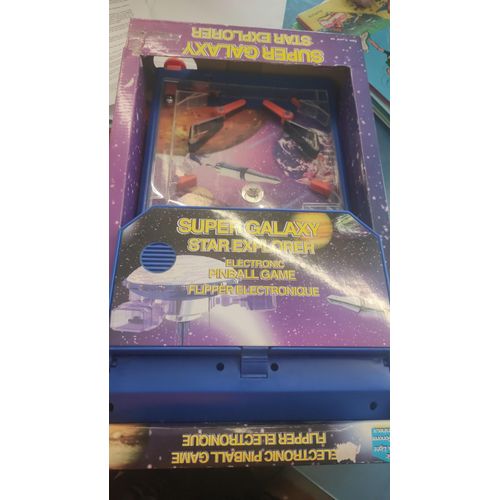 SUPER GALAXY
STAR EXPLORER
SUPER GALAXY
STAR EXPLORER
ELECTRONIC
PINBALL GAME
FLIPPER ELECTRONIQUE
ELECTRONIC PINBALL GAME
FLIPPER ELECTRONIQUE